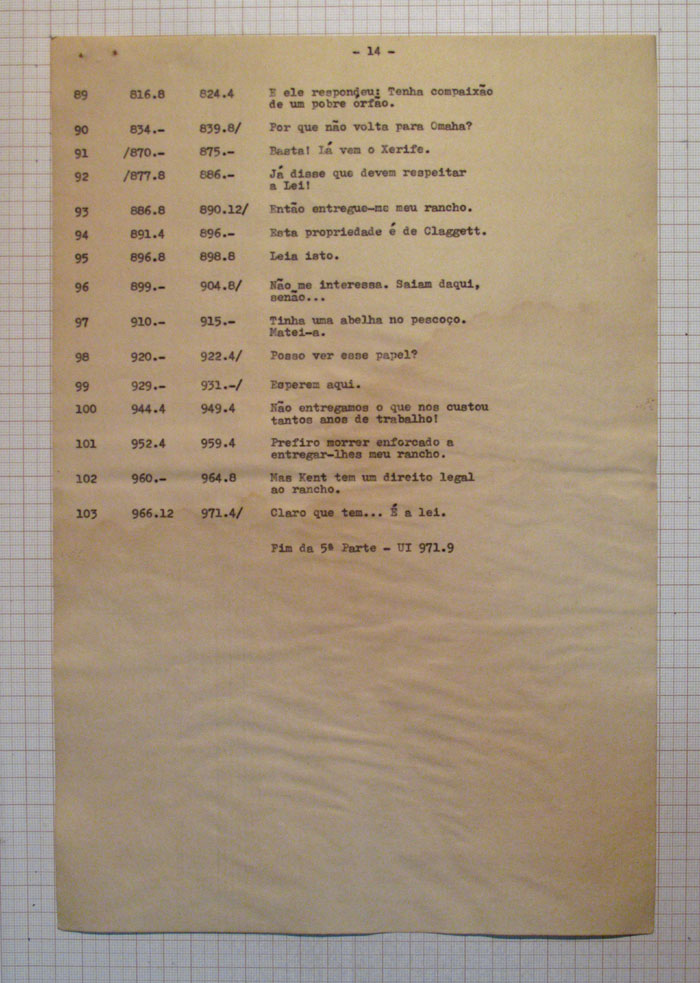 - 14 -
89 816.8 824.4 E ele respondeu: Tenha compaixão
de um pobre órfão.
90 834.- 839.8/ Por que não volta para Omaha?
91 /870.- 875.- Basta! Lá vem o Xerife.
92 /877.8 886.- Já disse que devem respeitar
a Lei!
93 886.8 890.12/ Então entregue-me meu rancho.
94 891.4 896.- Esta propriedade é de Claggett.
95 896.8 898.8 Leia isto.
96 899.- 904.8/ Não me interessa. Saiam daqui,
senão...
97 910.- 915.- Tinha uma abelha no pescoço.
Matei-a.
98 920.- 922.4/ Posso ver esse papel?
99 929.- 931.-/ Esperem aqui.
100 944.4 949.4 Não entregamos o que nos custou
tantos anos de trabalho!
101 952.4 959.4 Prefiro morrer enforcado a
entregar-lhes meu rancho.
102 960.- 964.8 Mas Kent tem um direito legal
ao rancho.
103 966.12 971.4/ Claro que tem... É a lei.
Fim da 5ª Parte - UI 971.9